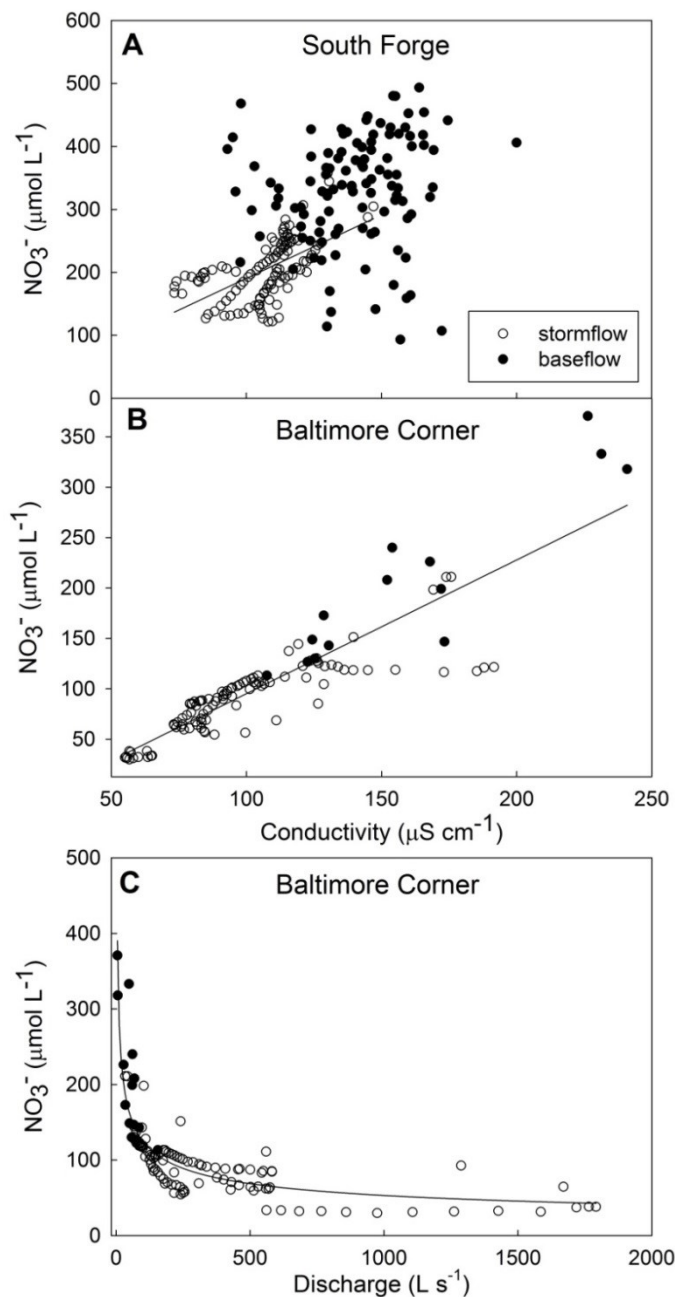 A
South Forge
600
500
400
300
200
100
0
NO₃⁻ (μmol L⁻¹)
stormflow
baseflow
B
Baltimore Corner
350
300
250
200
150
100
50
NO₃⁻ (μmol L⁻¹)
50 100 150 200 250
Conductivity (μS cm⁻¹)
C
Baltimore Corner
500
400
300
200
100
0
NO₃⁻ (μmol L⁻¹)
0 500 1000 1500 2000
Discharge (L s⁻¹)